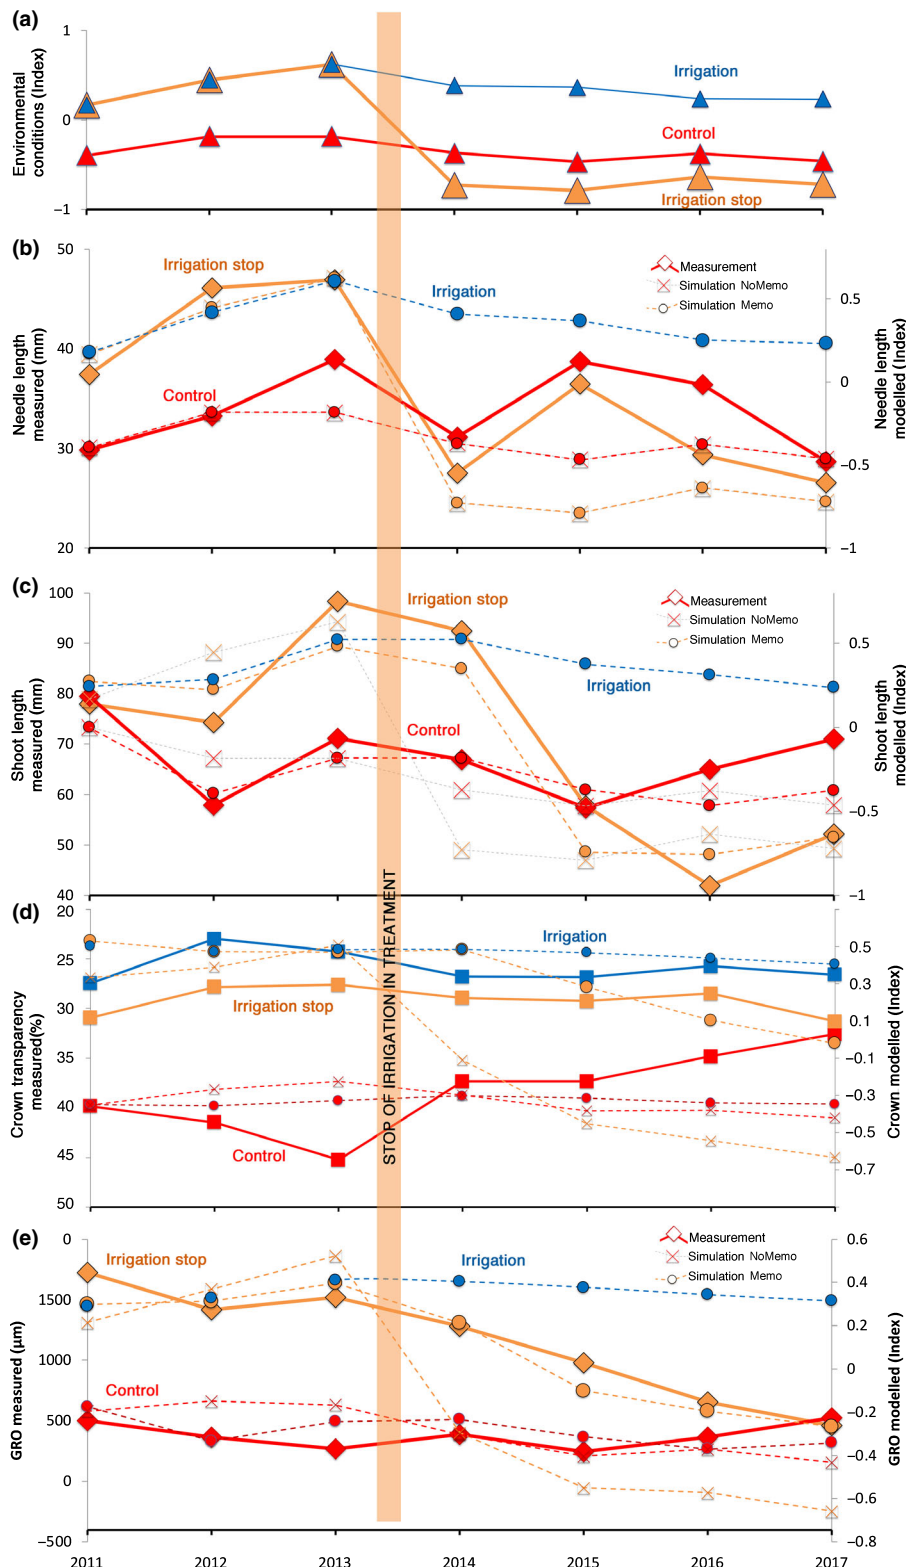 (a)
Environmental
conditions (Index)
1
0
–1
Irrigation
Control
Irrigation stop
(b)
Needle length
measured (mm)
50
40
30
20
Irrigation stop
Irrigation
Control
Measurement
Simulation NoMemo
Simulation Memo
0.5
0
−0.5
−1
Needle length
modelled (Index)
(c)
Shoot length
measured (mm)
100
90
80
70
60
50
40
Irrigation stop
Irrigation
Control
Measurement
Simulation NoMemo
Simulation Memo
0.5
0
−0.5
−1
Shoot length
modelled (Index)
STOP OF IRRIGATION IN TREATMENT
(d)
Crown transparency
measured(%)
20
25
30
35
40
45
50
Irrigation
Irrigation stop
Control
0.5
0.3
0.1
−0.1
−0.3
−0.5
−0.7
Crown modelled (Index)
(e)
GRO measured (µm)
0
1500
1000
500
0
−500
Irrigation stop
Irrigation
Control
Measurement
Simulation NoMemo
Simulation Memo
0.6
0.4
0.2
0
−0.2
−0.4
−0.6
−0.8
GRO modelled (Index)
2011 2012 2013 2014 2015 2016 2017